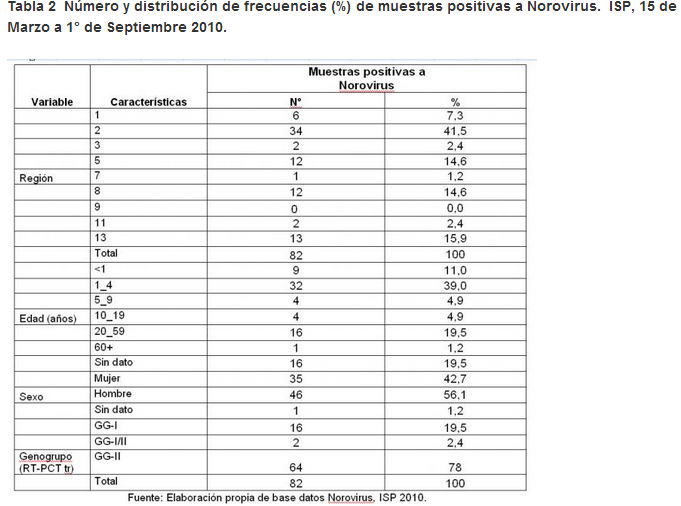 Tabla 2 Número y distribución de frecuencias (%) de muestras positivas a Norovirus. ISP, 15 de
Marzo a 1° de Septiembre 2010.
Muestras positivas a
Norovirus
Variable Características N° %
1 6 7,3
2 34 41,5
3 2 2,4
5 12 14,6
Región 7 1 1,2
8 12 14,6
9 0 0,0
11 2 2,4
13 13 15,9
Total 82 100
<1 9 11,0
1_4 32 39,0
5_9 4 4,9
Edad (años) 10_19 4 4,9
20_59 16 19,5
60+ 1 1,2
Sin dato 16 19,5
Mujer 35 42,7
Sexo Hombre 46 56,1
Sin dato 1 1,2
GG-I 16 19,5
GG-I/II 2 2,4
Genogrupo GG-II
(RT-PCT tr) 64 78
Total 82 100
Fuente: Elaboración propia de base datos Norovirus, ISP 2010.